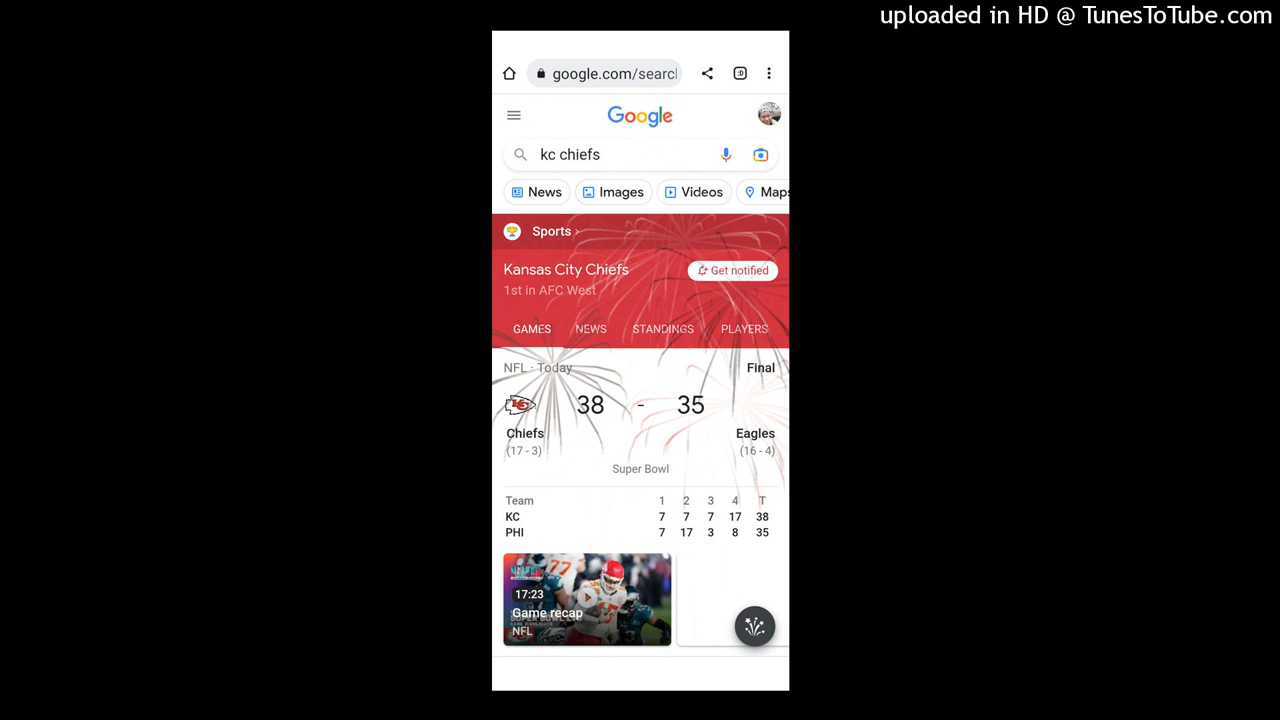 uploaded in HD @ TunesToTube.com
google.com/search
:D
Google
kc chiefs
News Images Videos Maps
Sports ›
Kansas City Chiefs
Get notified
1st in AFC West
GAMES NEWS STANDINGS PLAYERS
NFL · Today Final
38 - 35
Chiefs Eagles
(17 - 3) (16 - 4)
Super Bowl
Team 1 2 3 4 T
KC 7 7 7 17 38
PHI 7 17 3 8 35
77
17:23
Game recap
NFL